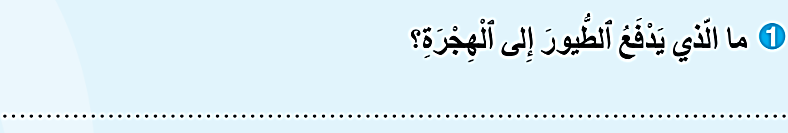 1 ما الّذي يَدْفَعُ ٱلطُّيورَ إِلى ٱلْهِجْرَةِ؟